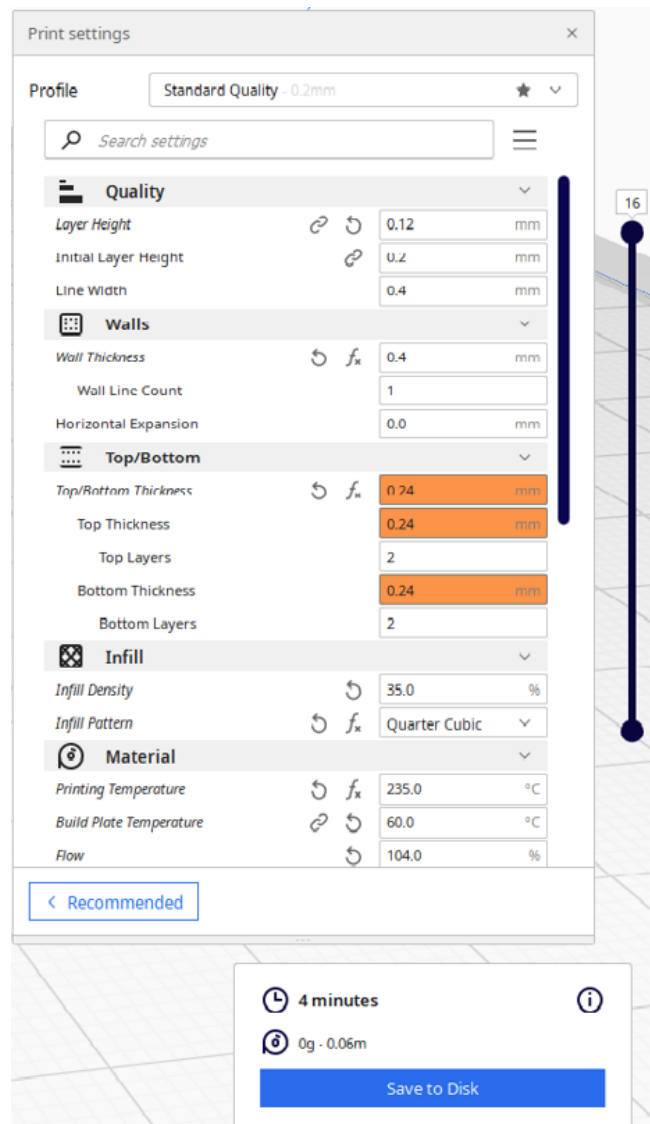 Print settings
Profile Standard Quality - 0.2mm
Search settings
Quality
16
Layer Height 0.12 mm
Initial Layer Height 0.2 mm
Line Width 0.4 mm
Walls
Wall Thickness fx 0.4 mm
Wall Line Count 1
Horizontal Expansion 0.0 mm
Top/Bottom
Top/Bottom Thickness fx 0.24 mm
Top Thickness 0.24 mm
Top Layers 2
Bottom Thickness 0.24 mm
Bottom Layers 2
Infill
Infill Density 35.0 %
Infill Pattern fx Quarter Cubic
Material
Printing Temperature fx 235.0 °C
Build Plate Temperature 60.0 °C
Flow 104.0 %
Recommended
4 minutes
0g - 0.06m
Save to Disk